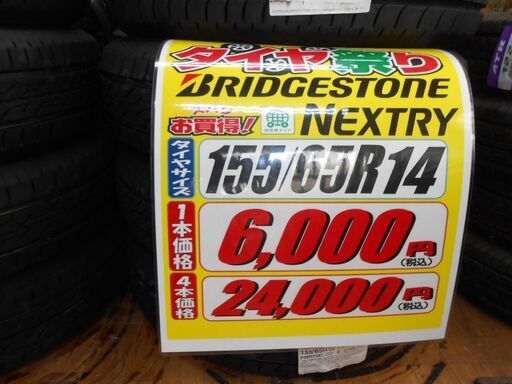 タイヤ祭り
BRIDGESTONE
お買得!
NEXTRY
タイヤサイズ
155/65R14
1本価格
6,000円
(税込)
4本価格
24,000円
(税込)
155/65R14